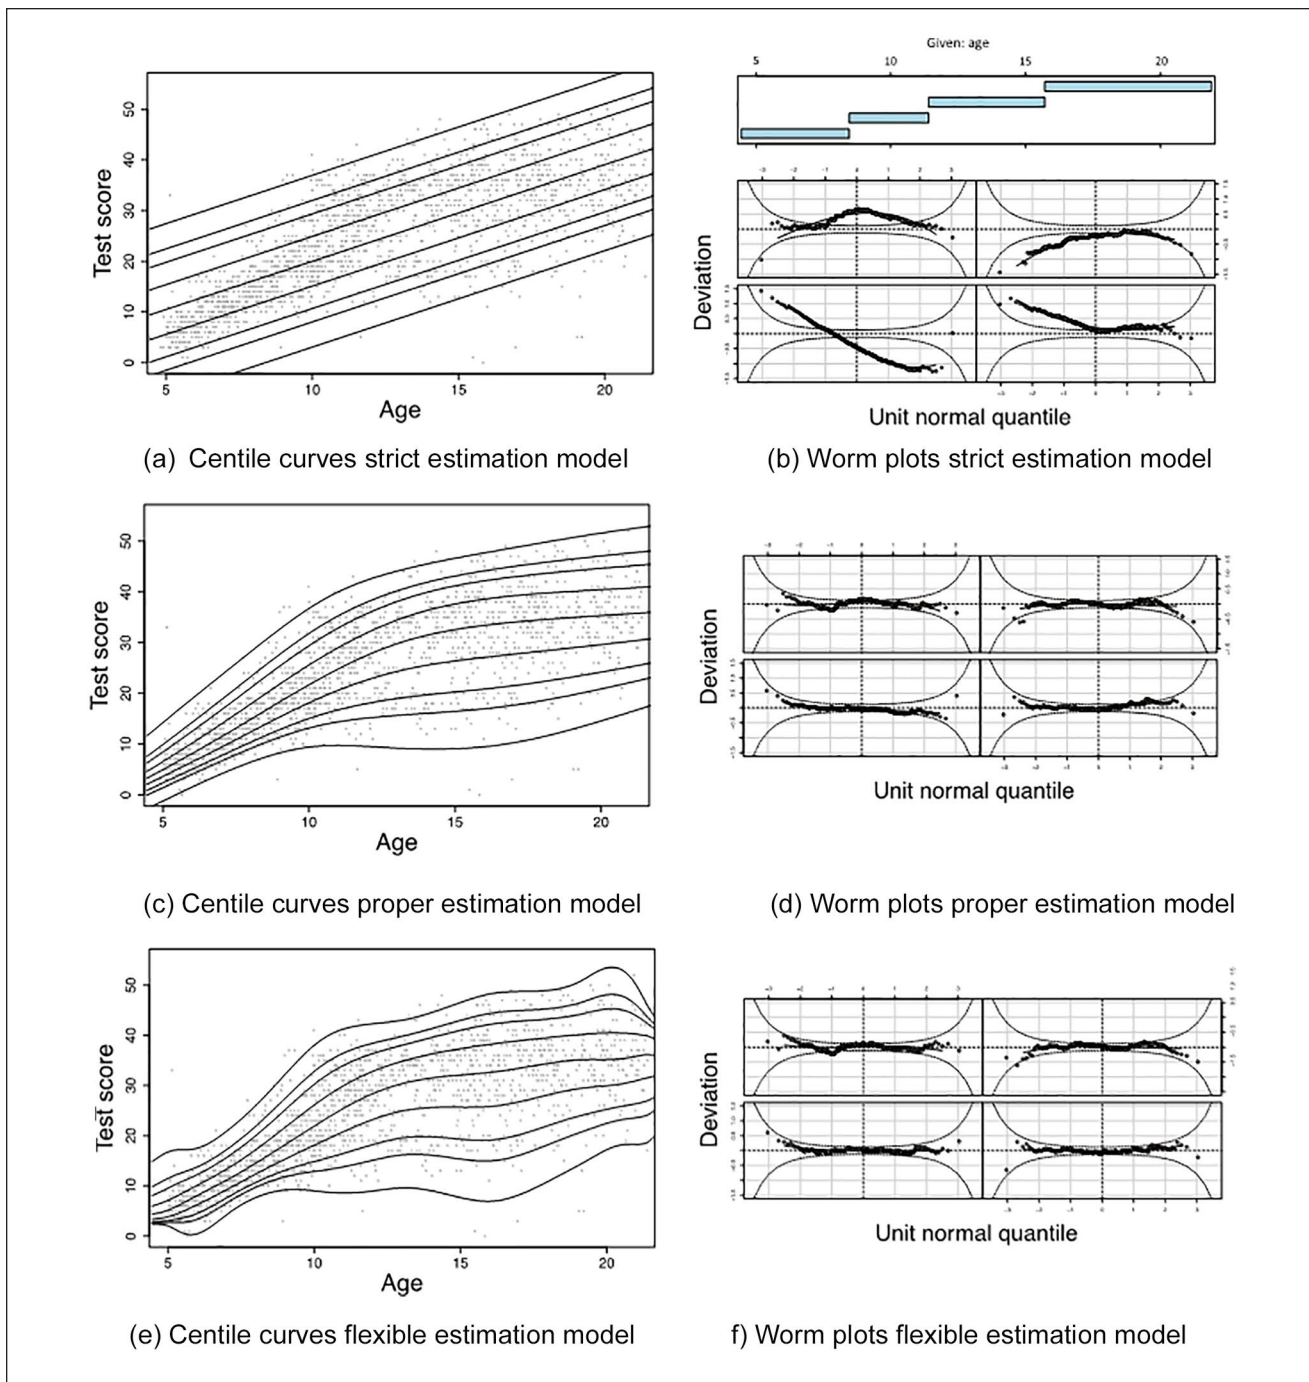 Given: age
5 10 15 20
Test score
50
40
30
20
10
0
5 10 15 20
Age
Deviation
Unit normal quantile
(a) Centile curves strict estimation model
(b) Worm plots strict estimation model
Test score
50
40
30
20
10
0
5 10 15 20
Age
Deviation
Unit normal quantile
(c) Centile curves proper estimation model
(d) Worm plots proper estimation model
Test score
50
40
30
20
10
0
5 10 15 20
Age
Deviation
Unit normal quantile
(e) Centile curves flexible estimation model
f) Worm plots flexible estimation model